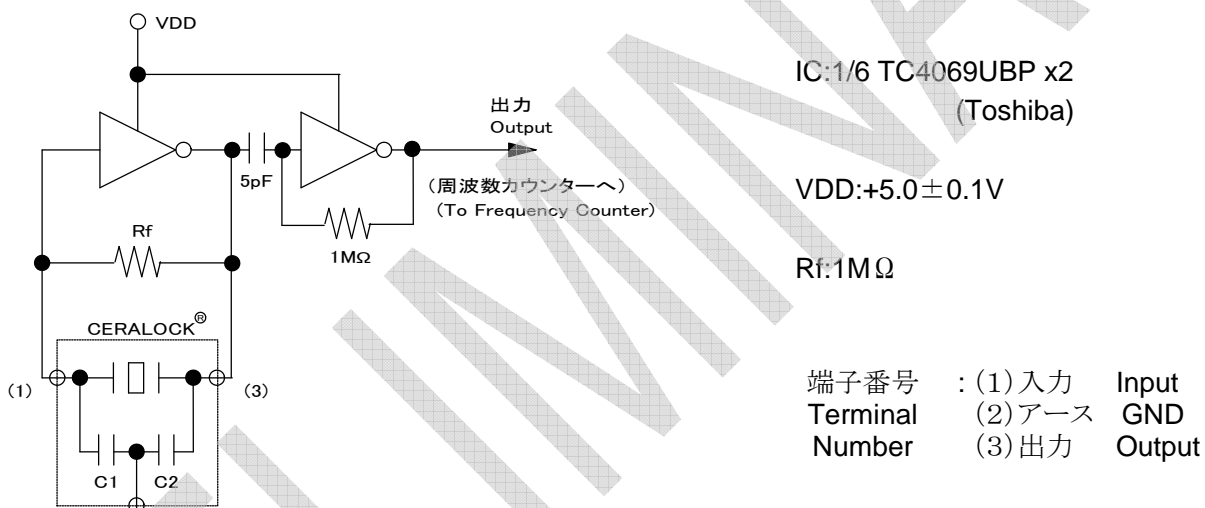 VDD
出力
Output
5pF
(周波数カウンターへ)
(To Frequency Counter)
Rf
1MΩ
CERALOCK®
(1)
(3)
C1
C2
IC:1/6 TC4069UBP x2
(Toshiba)
VDD:+5.0±0.1V
Rf:1MΩ
端子番号 :(1)入力 Input
Terminal (2)アース GND
Number (3)出力 Output